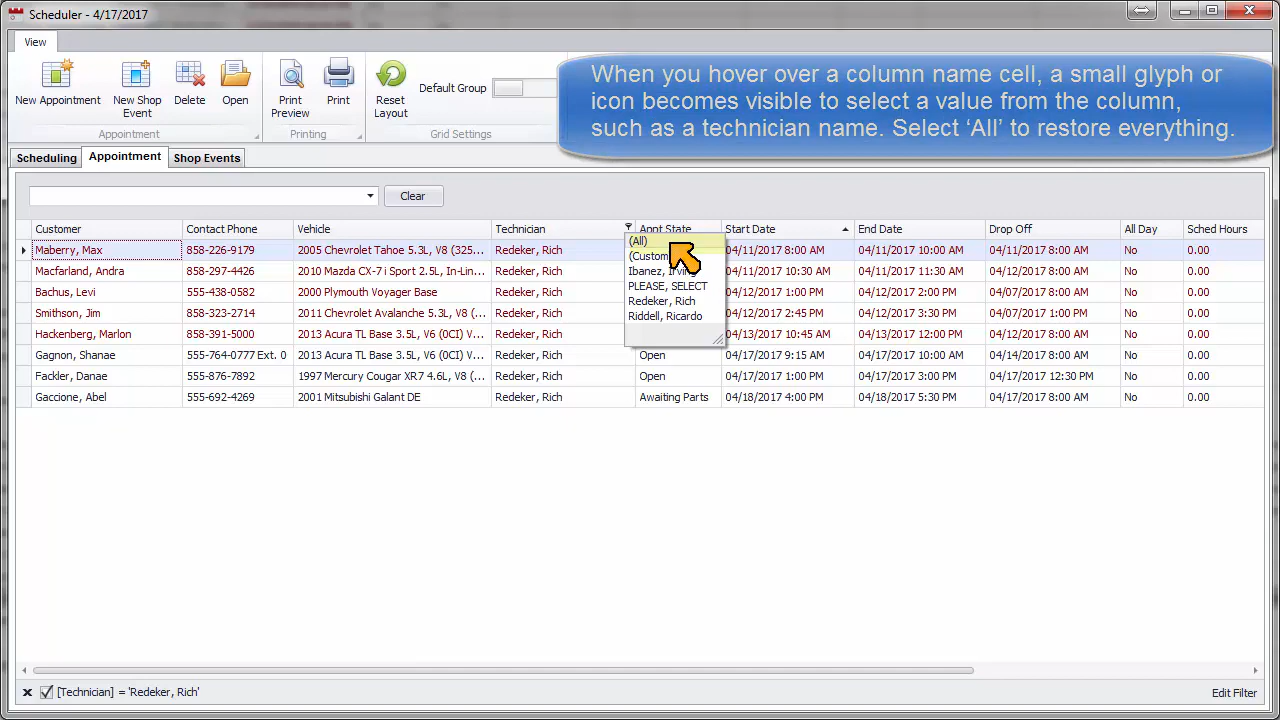 Scheduler - 4/17/2017
View
When you hover over a column name cell, a small glyph or
icon becomes visible to select a value from the column,
such as a technician name. Select ‘All’ to restore everything.
New Appointment
New Shop
Event
Delete
Open
Print
Preview
Print
Reset
Layout
Default Group
Appointment
Printing
Grid Settings
Scheduling
Appointment
Shop Events
Clear
Customer Contact Phone Vehicle Technician Appt State Start Date End Date Drop Off All Day Sched Hours
Maberry, Max 858-226-9179 2005 Chevrolet Tahoe 5.3L, V8 (325... Redeker, Rich 04/11/2017 8:00 AM 04/11/2017 10:00 AM 04/11/2017 8:00 AM No 0.00
Macfarland, Andra 858-297-4426 2010 Mazda CX-7 i Sport 2.5L, In-Lin... Redeker, Rich 04/11/2017 10:30 AM 04/11/2017 11:30 AM 04/12/2017 8:00 AM No 0.00
Bachus, Levi 555-438-0582 2000 Plymouth Voyager Base Redeker, Rich 04/12/2017 1:00 PM 04/12/2017 2:00 PM 04/07/2017 8:00 AM No 0.00
Smithson, Jim 858-323-2714 2011 Chevrolet Avalanche 5.3L, V8 (... Redeker, Rich 04/12/2017 2:45 PM 04/12/2017 3:30 PM 04/07/2017 1:00 PM No 0.00
Hackenberg, Marlon 858-391-5000 2013 Acura TL Base 3.5L, V6 (0CI) V... Redeker, Rich 04/13/2017 10:45 AM 04/13/2017 12:00 PM 04/12/2017 8:00 AM No 0.00
Gagnon, Shanae 555-764-0777 Ext. 0 2013 Acura TL Base 3.5L, V6 (0CI) V... Redeker, Rich Open 04/17/2017 9:15 AM 04/17/2017 10:00 AM 04/14/2017 8:00 AM No 0.00
Fackler, Danae 555-876-7892 1997 Mercury Cougar XR7 4.6L, V8 (... Redeker, Rich Open 04/17/2017 1:00 PM 04/17/2017 3:00 PM 04/17/2017 12:30 PM No 0.00
Gaccione, Abel 555-692-4269 2001 Mitsubishi Galant DE Redeker, Rich Awaiting Parts 04/18/2017 4:00 PM 04/18/2017 5:30 PM 04/17/2017 8:00 AM No 0.00
(All)
(Custom
Ibanez, Irving
PLEASE, SELECT
Redeker, Rich
Riddell, Ricardo
[Technician] = 'Redeker, Rich'
Edit Filter